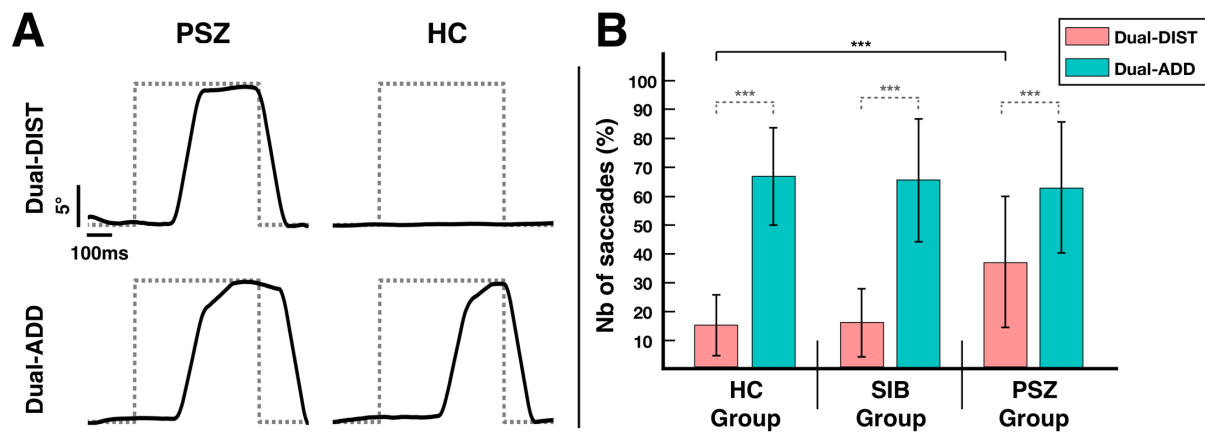 A
PSZ
HC
Dual-DIST
5°
100ms
Dual-ADD
B
Dual-DIST
Dual-ADD
***
***
***
***
Nb of saccades (%)
100
90
80
70
60
50
40
30
20
10
HC
Group
SIB
Group
PSZ
Group